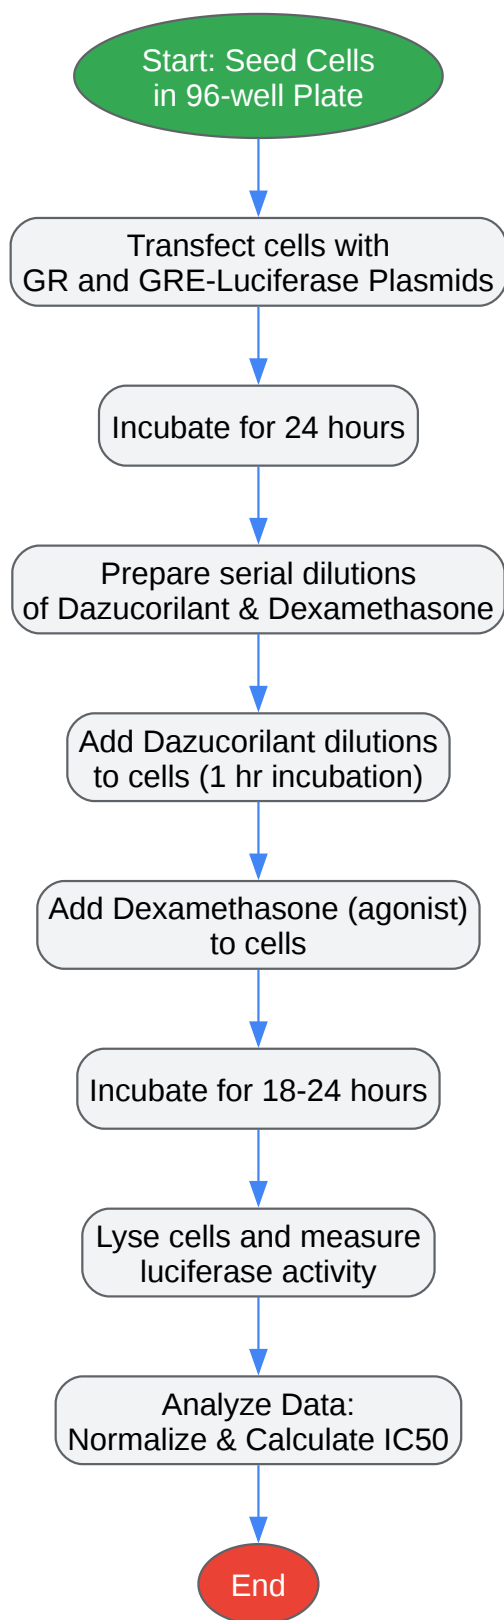 Start: Seed Cells
in 96-well Plate
Transfect cells with
GR and GRE-Luciferase Plasmids
Incubate for 24 hours
Prepare serial dilutions
of Dazucorilant & Dexamethasone
Add Dazucorilant dilutions
to cells (1 hr incubation)
Add Dexamethasone (agonist)
to cells
Incubate for 18-24 hours
Lyse cells and measure
luciferase activity
Analyze Data:
Normalize & Calculate IC50
End